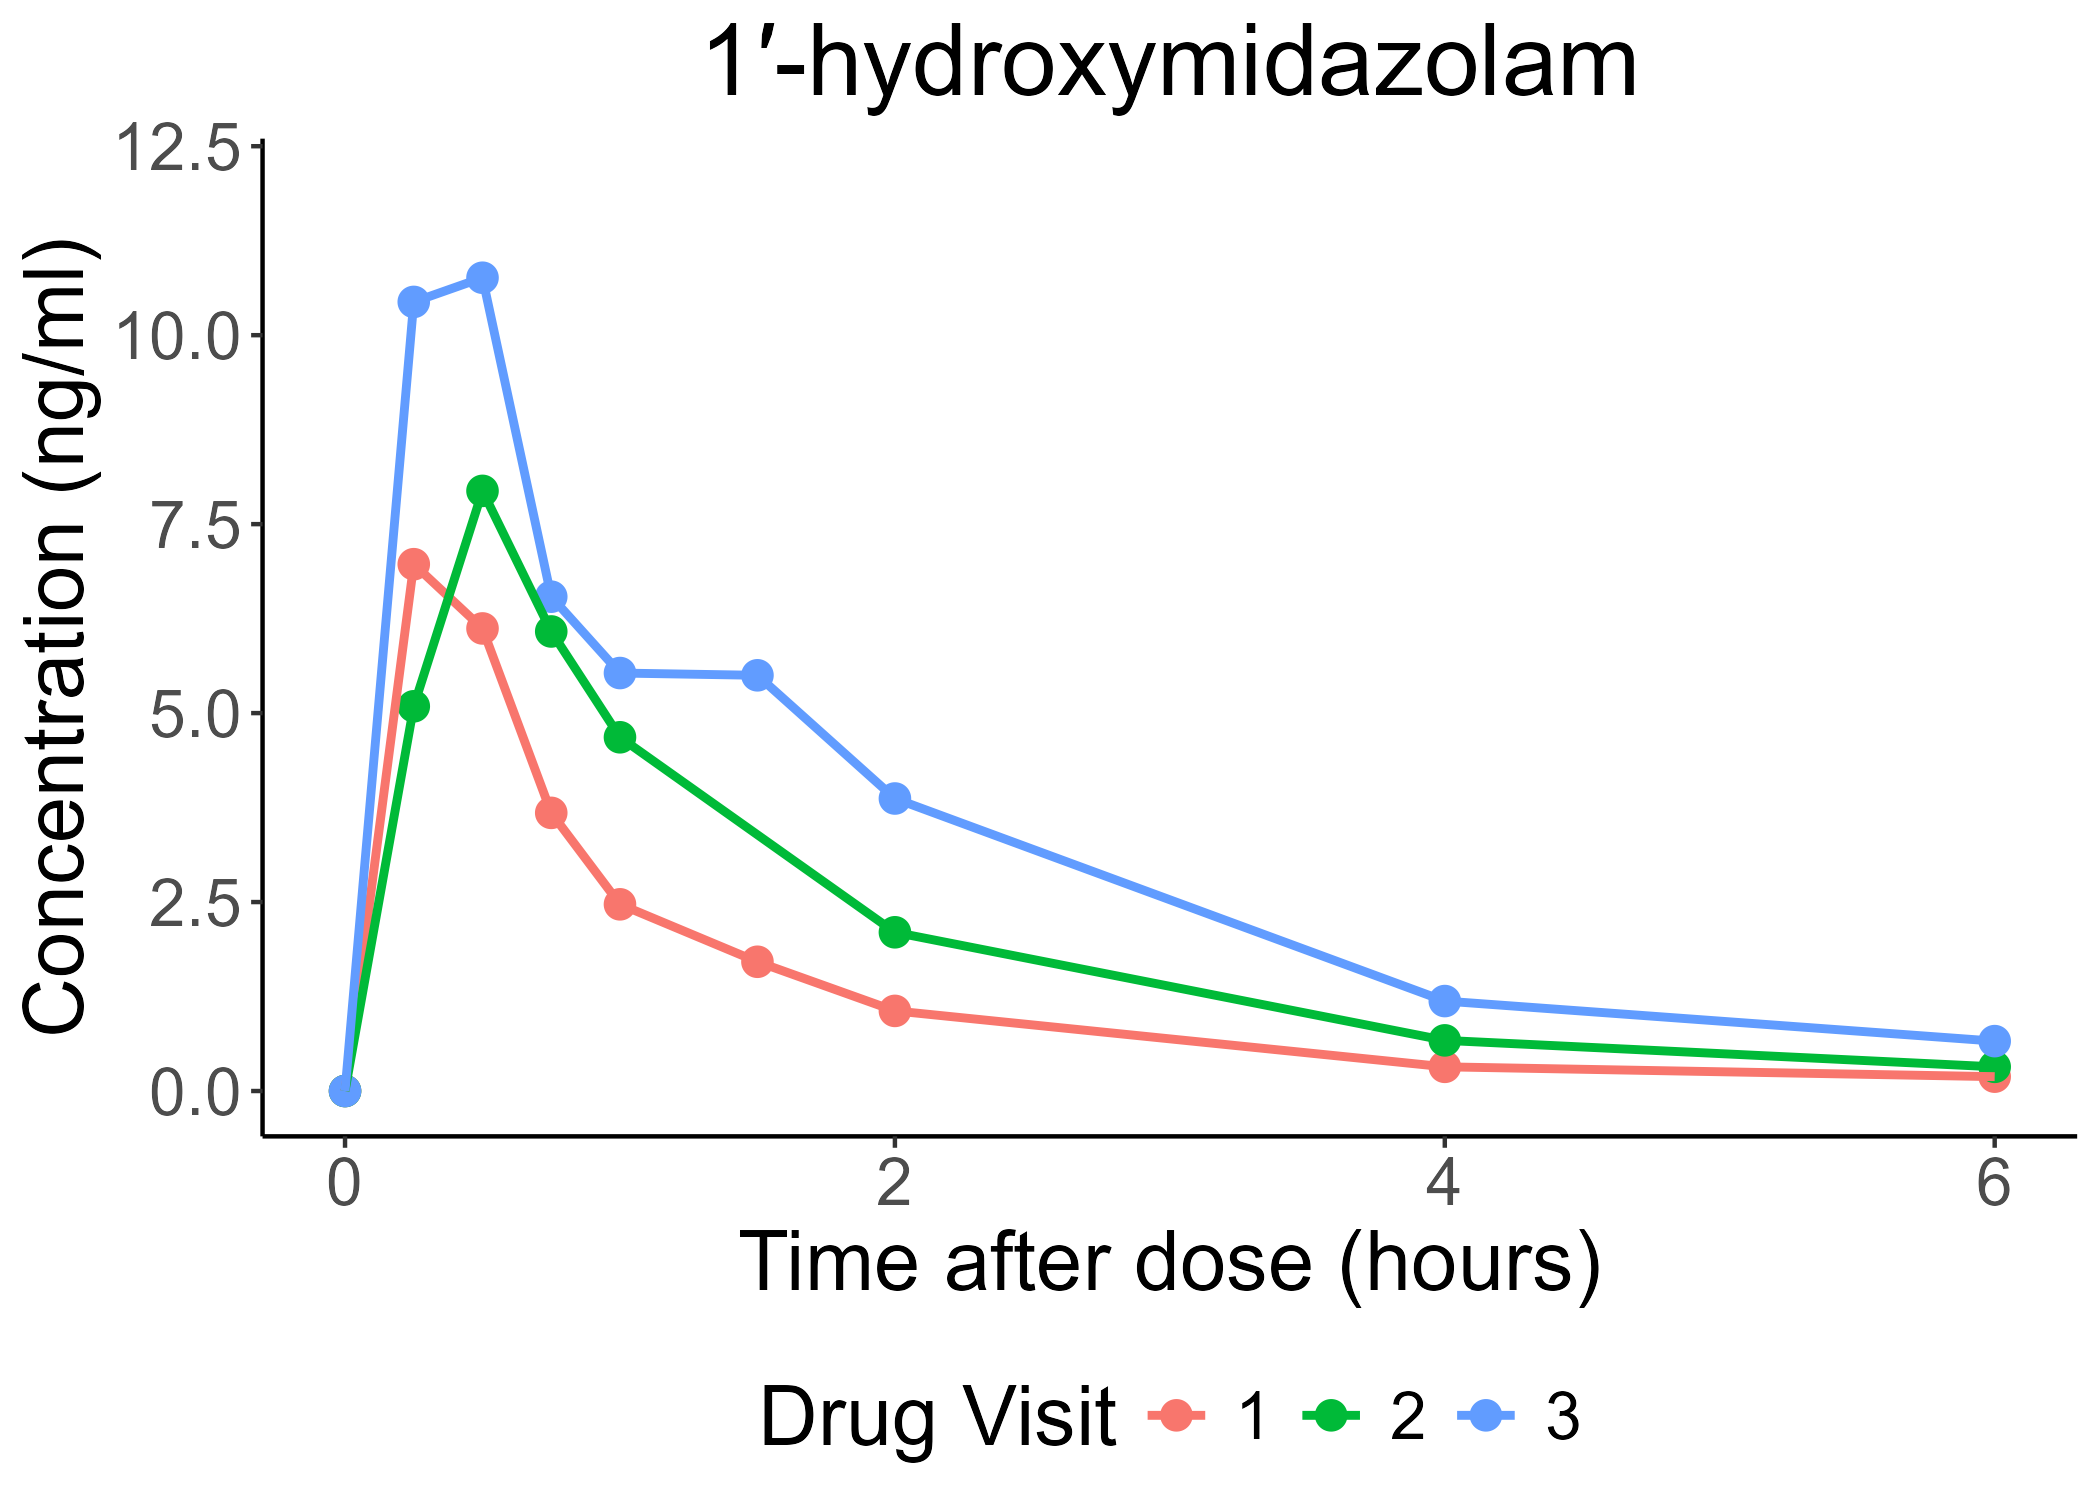 1′-hydroxymidazolam
12.5
10.0
7.5
5.0
2.5
0.0
Concentration (ng/ml)
0 2 4 6
Time after dose (hours)
Drug Visit 1 2 3